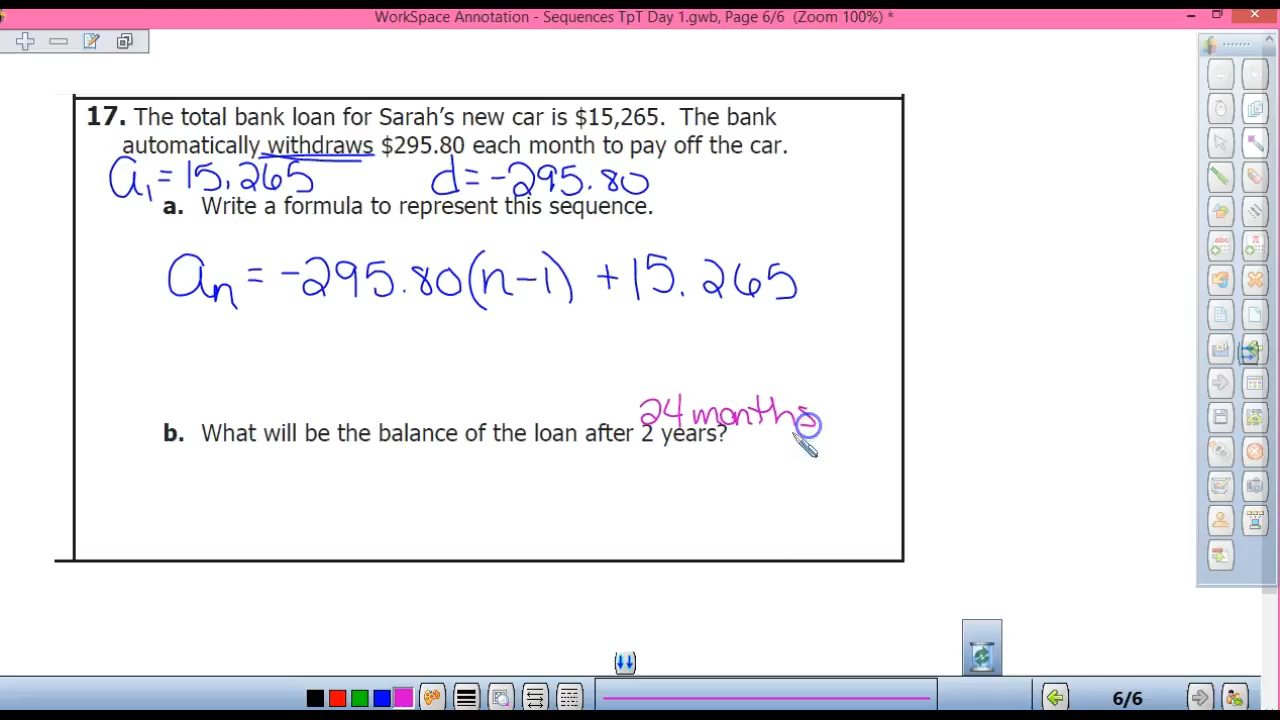 WorkSpace Annotation - Sequences TpT Day 1.gwb, Page 6/6 (Zoom 100%) *
17. The total bank loan for Sarah's new car is $15,265. The bank
automatically withdraws $295.80 each month to pay off the car.
a₁ = 15,265 d = -295.80
a. Write a formula to represent this sequence.
aₙ = -295.80(n-1) + 15,265
24 months
b. What will be the balance of the loan after 2 years?
6/6